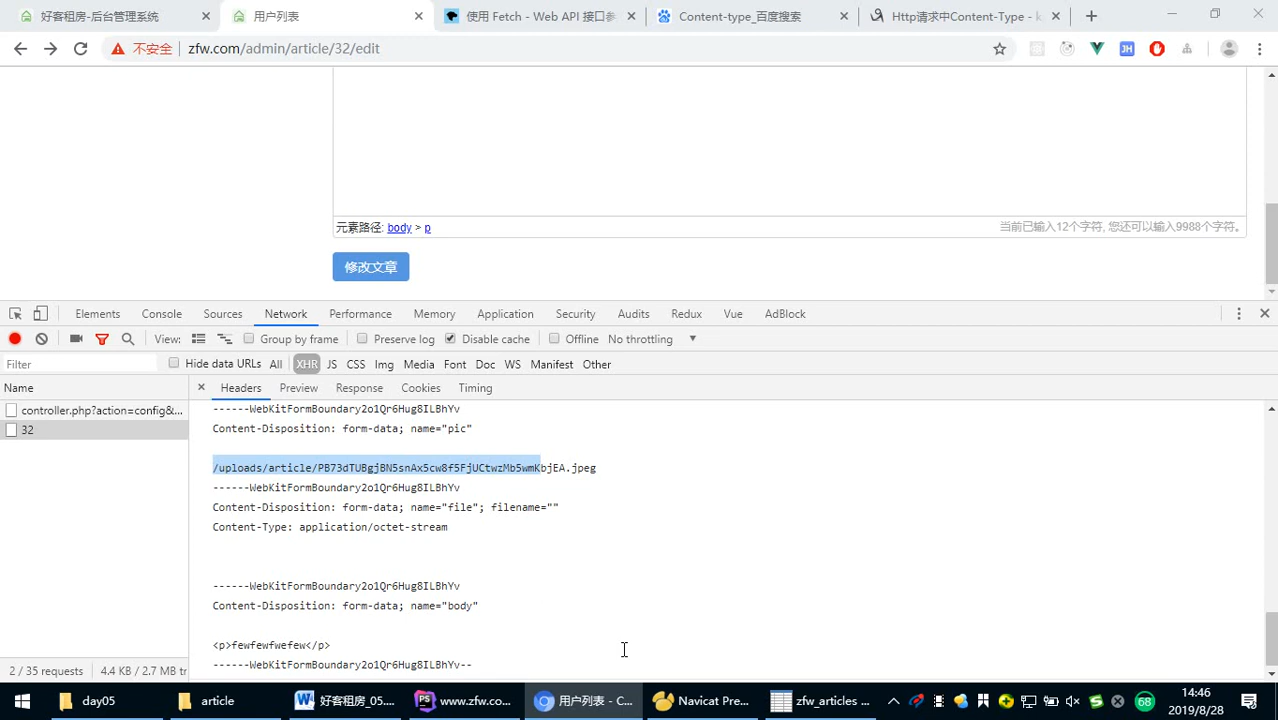 好客租房-后台管理系统
用户列表
使用 Fetch - Web API 接口参
Content-type_百度搜索
Http请求中Content-Type - k
不安全
zfw.com/admin/article/32/edit
元素路径: body > p
当前已输入12个字符, 您还可以输入9988个字符。
修改文章
Elements
Console
Sources
Network
Performance
Memory
Application
Security
Audits
Redux
Vue
AdBlock
View:
Group by frame
Preserve log
Disable cache
Offline
No throttling
Filter
Hide data URLs
All
XHR
JS
CSS
Img
Media
Font
Doc
WS
Manifest
Other
Name
Headers
Preview
Response
Cookies
Timing
controller.php?action=config&...
32
------WebKitFormBoundary2o1Qr6Hug8ILBhYv
Content-Disposition: form-data; name="pic"
/uploads/article/PB73dTUBgjBN5snAx5cw8f5FjUCtwzMb5wmKbjEA.jpeg
------WebKitFormBoundary2o1Qr6Hug8ILBhYv
Content-Disposition: form-data; name="file"; filename=""
Content-Type: application/octet-stream
------WebKitFormBoundary2o1Qr6Hug8ILBhYv
Content-Disposition: form-data; name="body"
<p>fewfewfwefew</p>
------WebKitFormBoundary2o1Qr6Hug8ILBhYv--
2 / 35 requests
4.4 KB / 2.7 MB tr
day05
article
好客租房_05....
www.zfw.co...
用户列表 - C...
Navicat Pre...
zfw_articles ...
68
14:46
2019/8/28